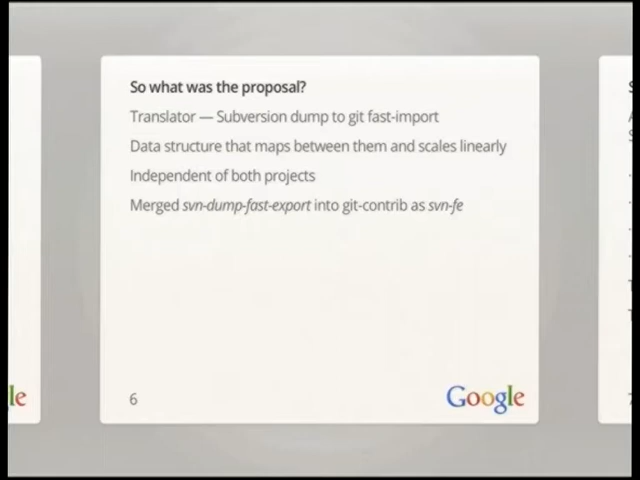 So what was the proposal?
Translator — Subversion dump to git fast-import
Data structure that maps between them and scales linearly
Independent of both projects
Merged svn-dump-fast-export into git-contrib as svn-fe
6
Google
le